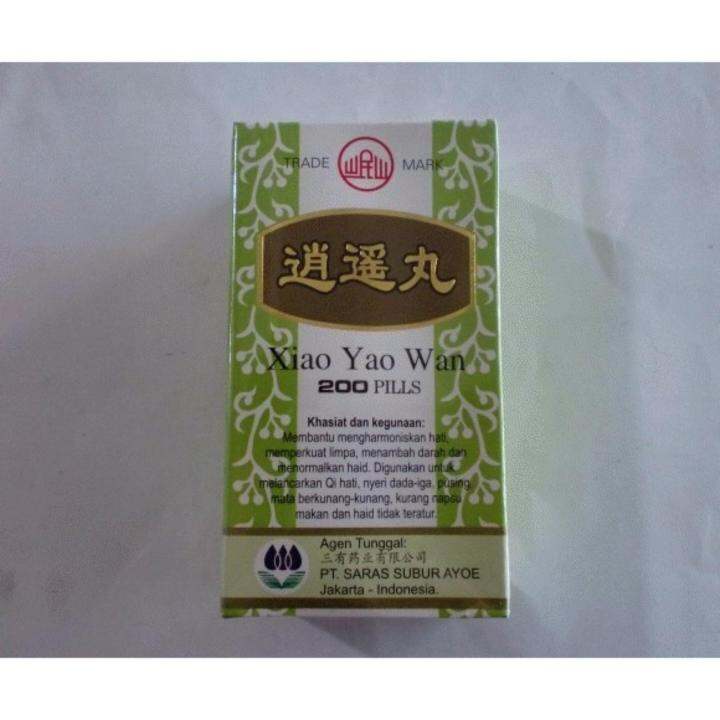 TRADE MARK
逍遥丸
Xiao Yao Wan
200 PILLS
Khasiat dan kegunaan:
Membantu mengharmoniskan hati,
memperkuat limpa, menambah darah dan
menormalkan haid. Digunakan untuk
melancarkan Qi hati, nyeri dada-iga, pusing
mata berkunang-kunang, kurang napsu
makan dan haid tidak teratur.
Agen Tunggal:
三有药业有限公司
PT. SARAS SUBUR AYOE
Jakarta - Indonesia.